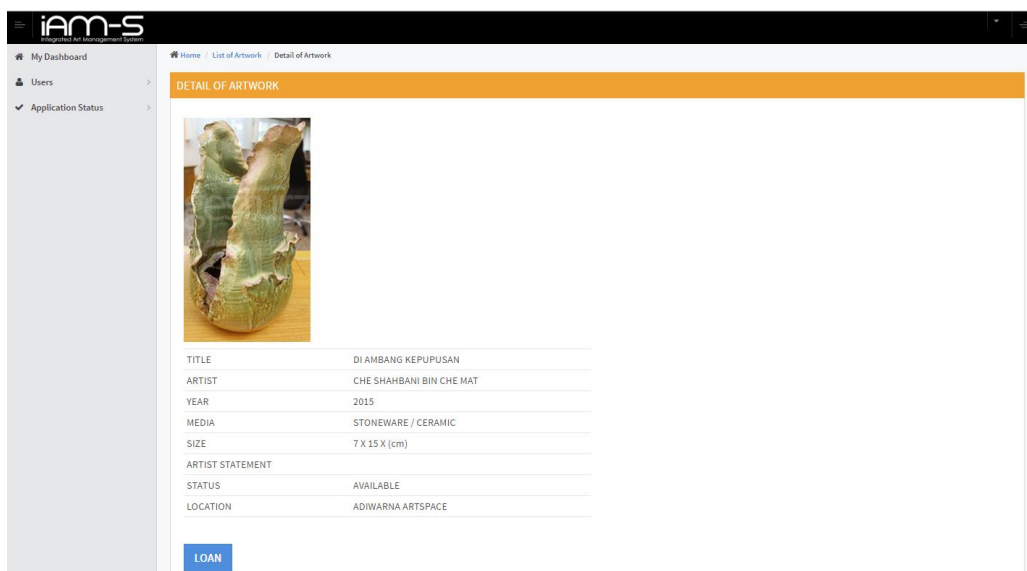 iAM-S
Integrated Art Management System
My Dashboard
Users
Application Status
Home / List of Artwork / Detail of Artwork
DETAIL OF ARTWORK
TITLE DI AMBANG KEPUPUSAN
ARTIST CHE SHAHBANI BIN CHE MAT
YEAR 2015
MEDIA STONEWARE / CERAMIC
SIZE 7 X 15 X (cm)
ARTIST STATEMENT
STATUS AVAILABLE
LOCATION ADIWARNA ARTSPACE
LOAN